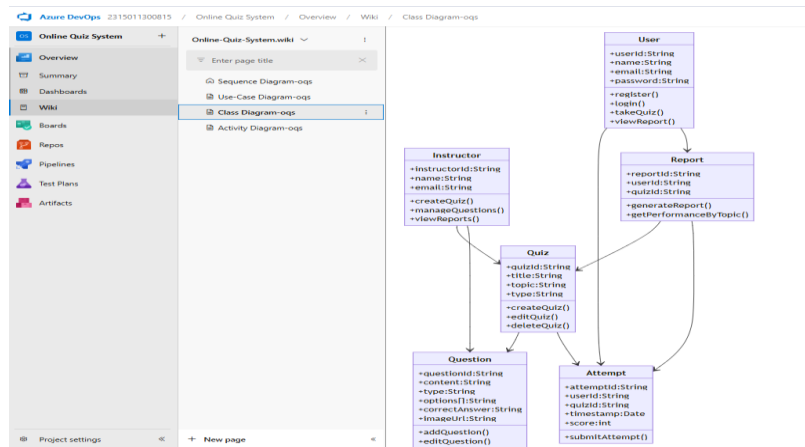 Azure DevOps 2315011300815 / Online Quiz System / Overview / Wiki / Class Diagram-oqs
OS Online Quiz System +
Overview
Summary
Dashboards
Wiki
Boards
Repos
Pipelines
Test Plans
Artifacts
Project settings
Online-Quiz-System.wiki
Enter page title
Sequence Diagram-oqs
Use-Case Diagram-oqs
Class Diagram-oqs
Activity Diagram-oqs
+ New page
User
+userId:String
+name:String
+email:String
+password:String
+register()
+login()
+takeQuiz()
+viewReport()
Instructor
+instructorId:String
+name:String
+email:String
+createQuiz()
+manageQuestions()
+viewReports()
Report
+reportId:String
+userId:String
+quizId:String
+generateReport()
+getPerformanceByTopic()
Quiz
+quizId:String
+title:String
+topic:String
+type:String
+createQuiz()
+editQuiz()
+deleteQuiz()
Question
+questionId:String
+content:String
+type:String
+options[]:String
+correctAnswer:String
+imageUrl:String
+addQuestion()
+editQuestion()
Attempt
+attemptId:String
+userId:String
+quizId:String
+timestamp:Date
+score:int
+submitAttempt()